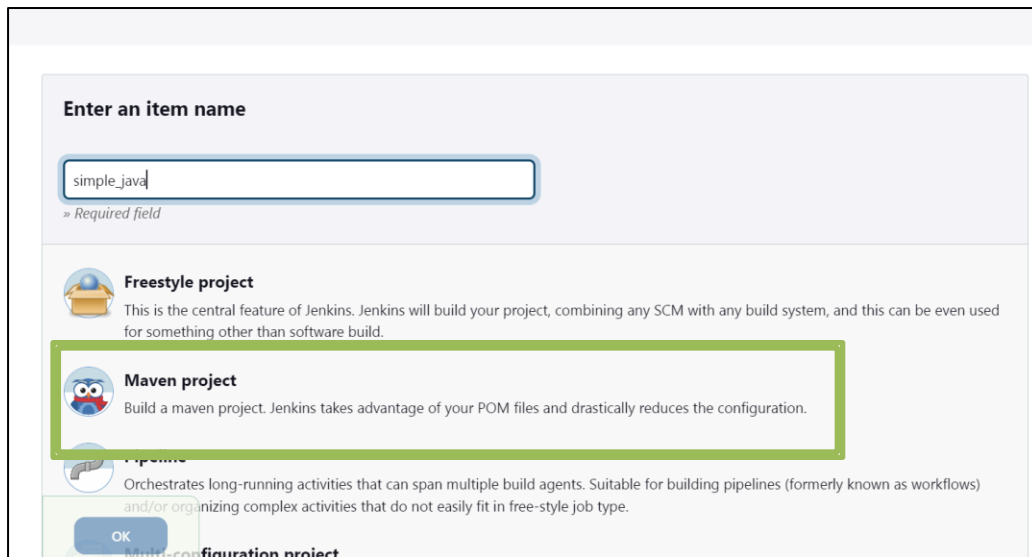 Enter an item name
simple_java
» Required field
Freestyle project
This is the central feature of Jenkins. Jenkins will build your project, combining any SCM with any build system, and this can be even used
for something other than software build.
Maven project
Build a maven project. Jenkins takes advantage of your POM files and drastically reduces the configuration.
Pipeline
Orchestrates long-running activities that can span multiple build agents. Suitable for building pipelines (formerly known as workflows)
and/or organizing complex activities that do not easily fit in free-style job type.
OK
Multi-configuration project